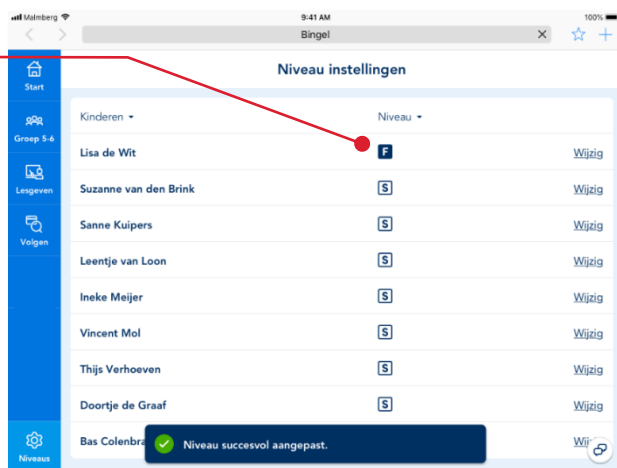 Malmberg 9:41 AM 100%
Bingel
Start
Groep 5-6
Lesgeven
Volgen
Niveaus
Niveau instellingen
Kinderen Niveau
Lisa de Wit F Wijzig
Suzanne van den Brink S Wijzig
Sanne Kuipers S Wijzig
Leentje van Loon S Wijzig
Ineke Meijer S Wijzig
Vincent Mol S Wijzig
Thijs Verhoeven S Wijzig
Doortje de Graaf S Wijzig
Bas
Niveau succesvol aangepast.